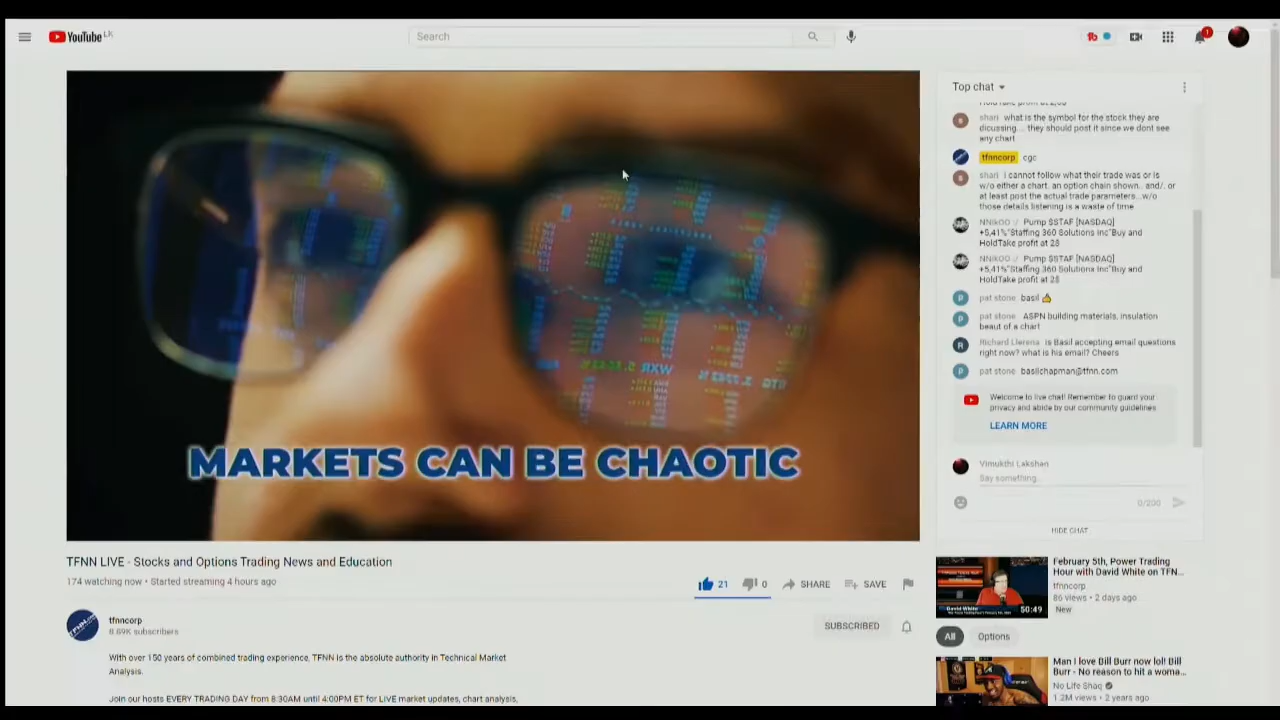 YouTube LK
Search
1
Top chat
shari what is the symbol for the stock they are
dicussing.... they should post it since we dont see
any chart
tfnncorp cgc
shari i cannot follow what their trade was or is
w/o either a chart. an option chain shown.. and/. or
at least post the actual trade parameters...w/o
those details listening is a waste of time
NNikOO :/ Pump $STAF [NASDAQ]
+5,41%"Staffing 360 Solutions Inc"Buy and
HoldTake profit at 2$
NNikOO :/ Pump $STAF [NASDAQ]
+5,41%"Staffing 360 Solutions Inc"Buy and
HoldTake profit at 2$
pat stone basil 👍
pat stone ASPN building materials, insulation
beaut of a chart
R Richard Llerena Is Basil accepting email questions
right now? what is his email? Cheers
pat stone basilchapman@tfnn.com
Welcome to live chat! Remember to guard your
privacy and abide by our community guidelines
LEARN MORE
Vimukthi Lakshan
Say something...
0/200
HIDE CHAT
MARKETS CAN BE CHAOTIC
TFNN LIVE - Stocks and Options Trading News and Education
174 watching now • Started streaming 4 hours ago
21 0 SHARE SAVE
tfnncorp
8.69K subscribers
SUBSCRIBED
With over 150 years of combined trading experience, TFNN is the absolute authority in Technical Market
Analysis.
Join our hosts EVERY TRADING DAY from 8:30AM until 4:00PM ET for LIVE market updates, chart analysis,
February 5th, Power Trading
Hour with David White on TFN...
tfnncorp
86 views • 2 days ago
New
David White
50:49
All Options
Man I love Bill Burr now lol! Bill
Burr - No reason to hit a woma...
No Life Shaq
1.2M views • 2 years ago